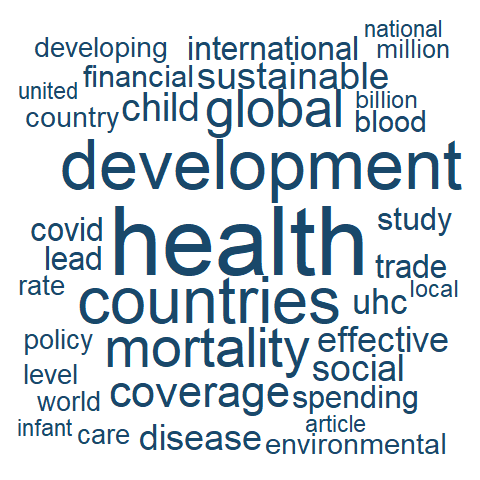 national
developing international million
financial sustainable
united child global billion
country blood
development
covid health study
lead trade
rate countries uhc local
policy mortality effective
level social
world coverage spending
infant care disease article
environmental